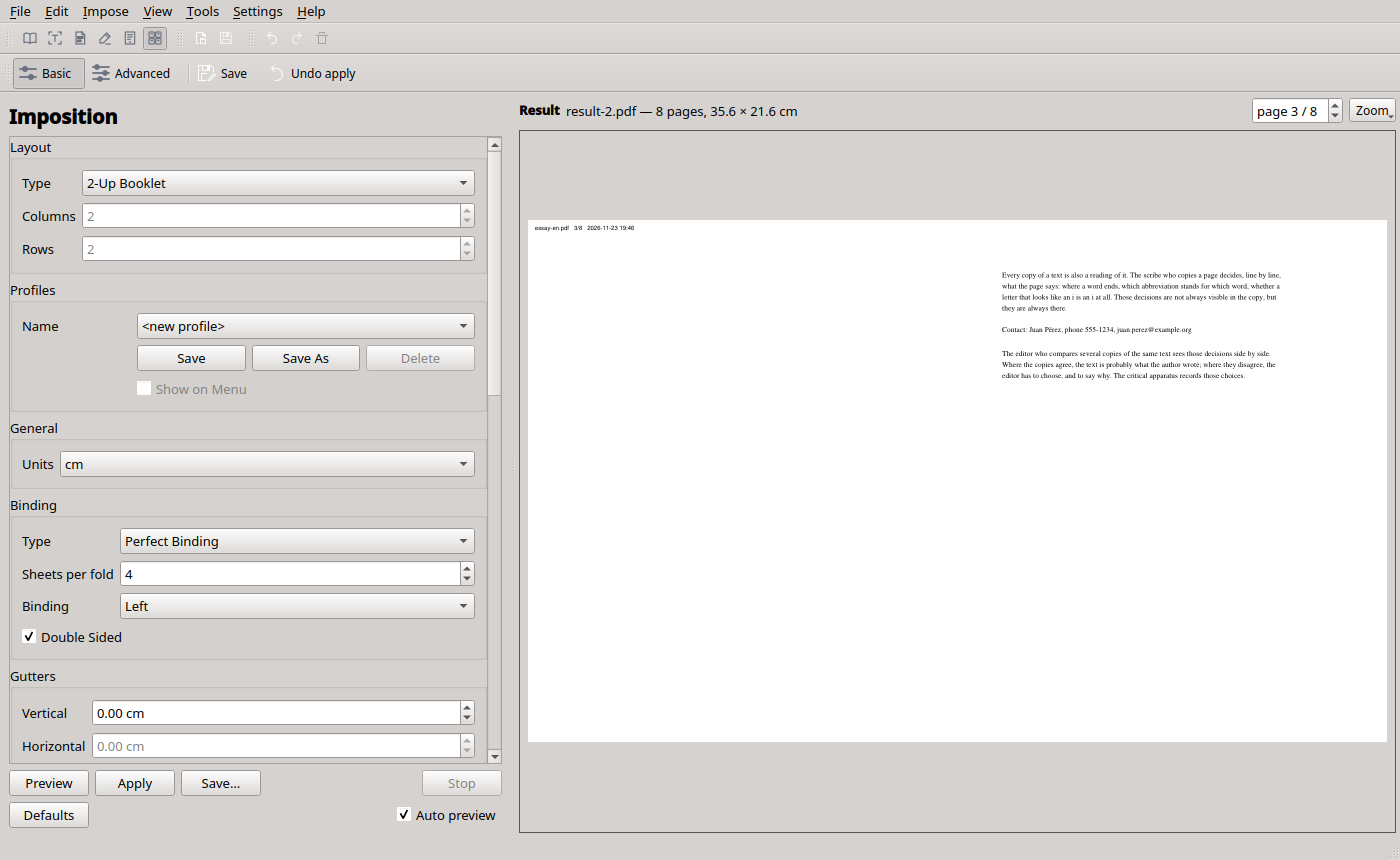 File Edit Impose View Tools Settings Help
Basic Advanced Save Undo apply
Imposition
Layout
Type 2-Up Booklet
Columns 2
Rows 2
Profiles
Name <new profile>
Save Save As Delete
Show on Menu
General
Units cm
Binding
Type Perfect Binding
Sheets per fold 4
Binding Left
Double Sided
Gutters
Vertical 0.00 cm
Horizontal 0.00 cm
Preview Apply Save... Stop
Defaults Auto preview
Result result-2.pdf — 8 pages, 35.6 × 21.6 cm page 3 / 8 Zoom
essay-en.pdf 3/8 2026-11-23 19:46
Every copy of a text is also a reading of it. The scribe who copies a page decides, line by line,
what the page says: where a word ends, which abbreviation stands for which word, whether a
letter that looks like an i is an i at all. Those decisions are not always visible in the copy, but
they are always there.
Contact: Juan Pérez, phone 555-1234, juan.perez@example.org
The editor who compares several copies of the same text sees those decisions side by side.
Where the copies agree, the text is probably what the author wrote; where they disagree, the
editor has to choose, and to say why. The critical apparatus records those choices.